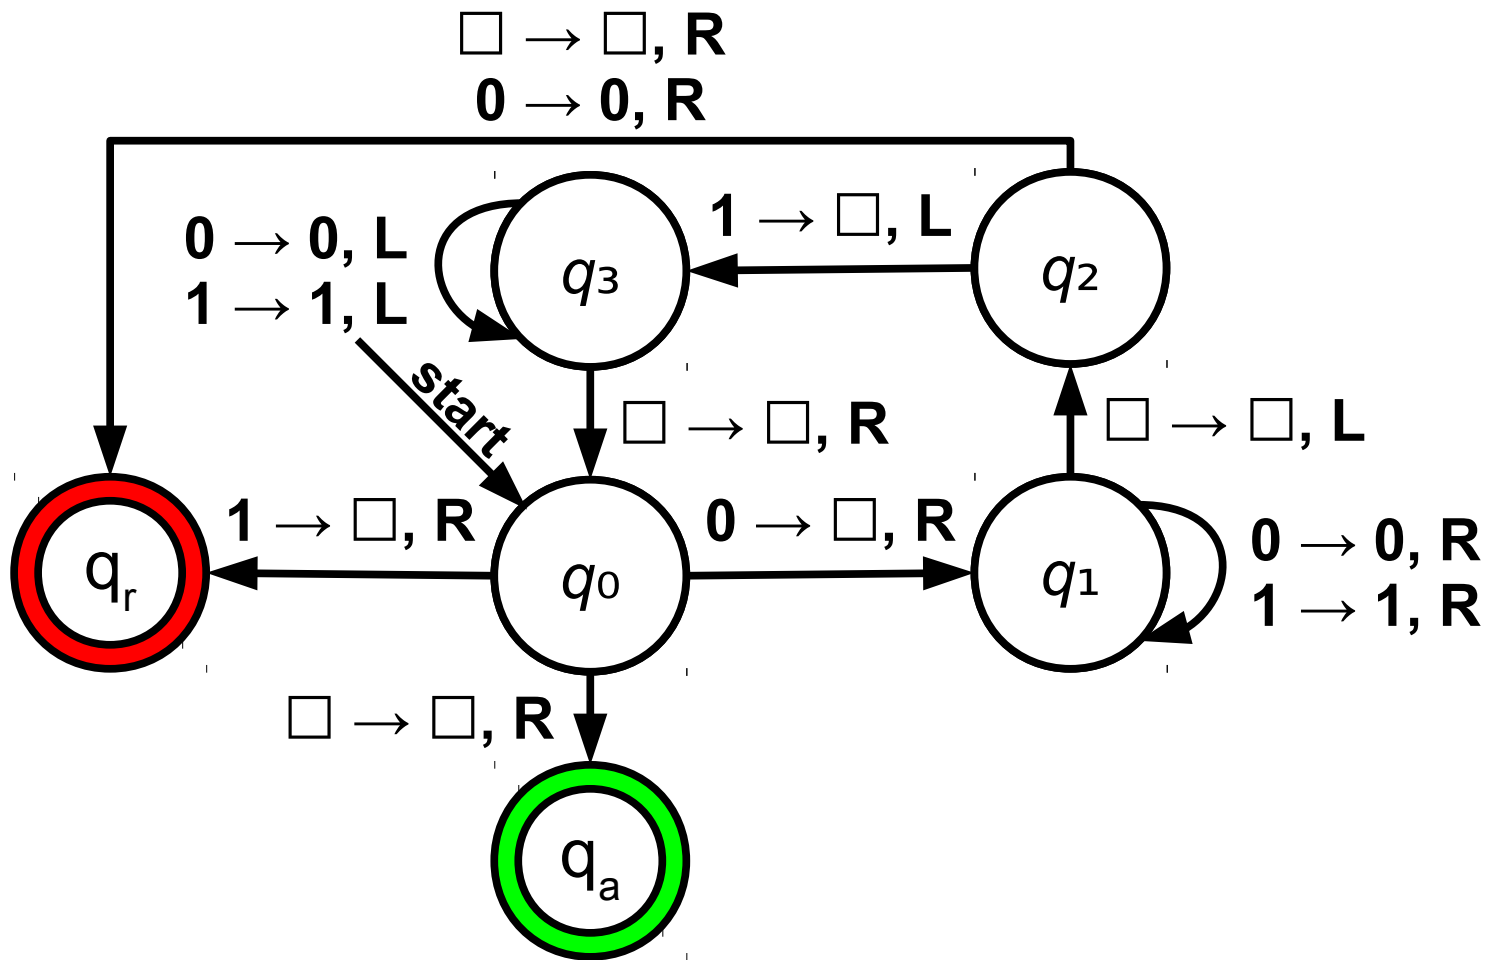 □ → □, R
0 → 0, R
0 → 0, L
1 → 1, L
1 → □, L
q3
q2
start
□ → □, R
□ → □, L
1 → □, R
0 → □, R
0 → 0, R
1 → 1, R
qr
q0
q1
□ → □, R
qa